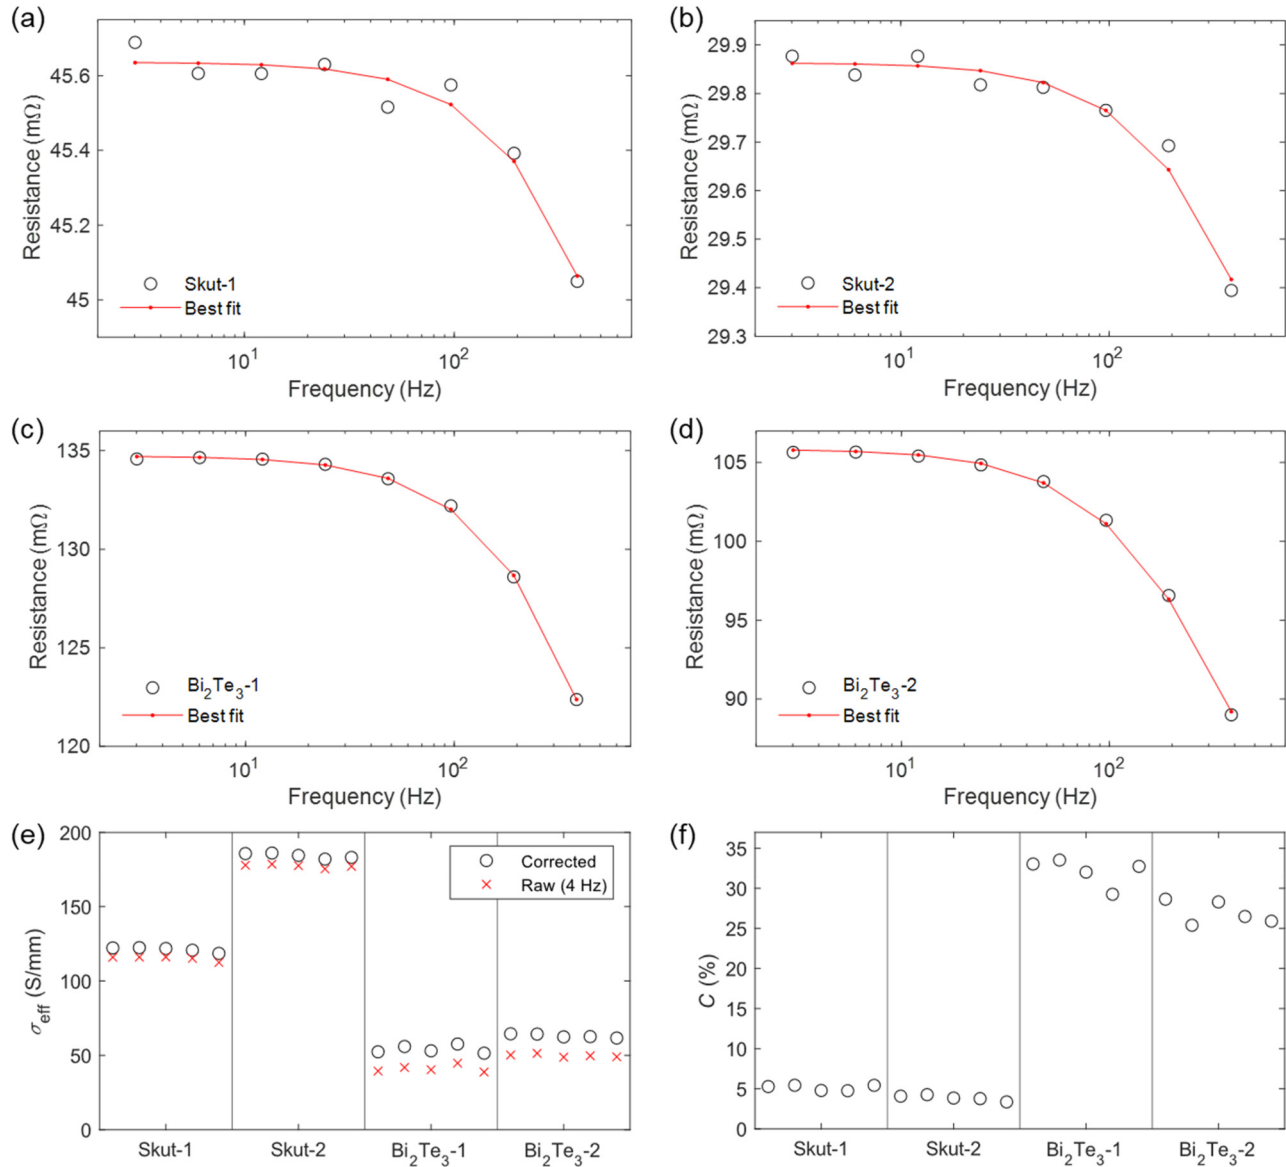 (a)
Resistance (mΩ)
45.6
45.4
45.2
45
Skut-1
Best fit
10¹
10²
Frequency (Hz)
(b)
Resistance (mΩ)
29.9
29.8
29.7
29.6
29.5
29.4
29.3
Skut-2
Best fit
10¹
10²
Frequency (Hz)
(c)
Resistance (mΩ)
135
130
125
120
Bi₂Te₃-1
Best fit
10¹
10²
Frequency (Hz)
(d)
Resistance (mΩ)
105
100
95
90
Bi₂Te₃-2
Best fit
10¹
10²
Frequency (Hz)
(e)
σeff (S/mm)
200
150
100
50
0
Corrected
Raw (4 Hz)
Skut-1
Skut-2
Bi₂Te₃-1
Bi₂Te₃-2
(f)
C (%)
35
30
25
20
15
10
5
0
Skut-1
Skut-2
Bi₂Te₃-1
Bi₂Te₃-2